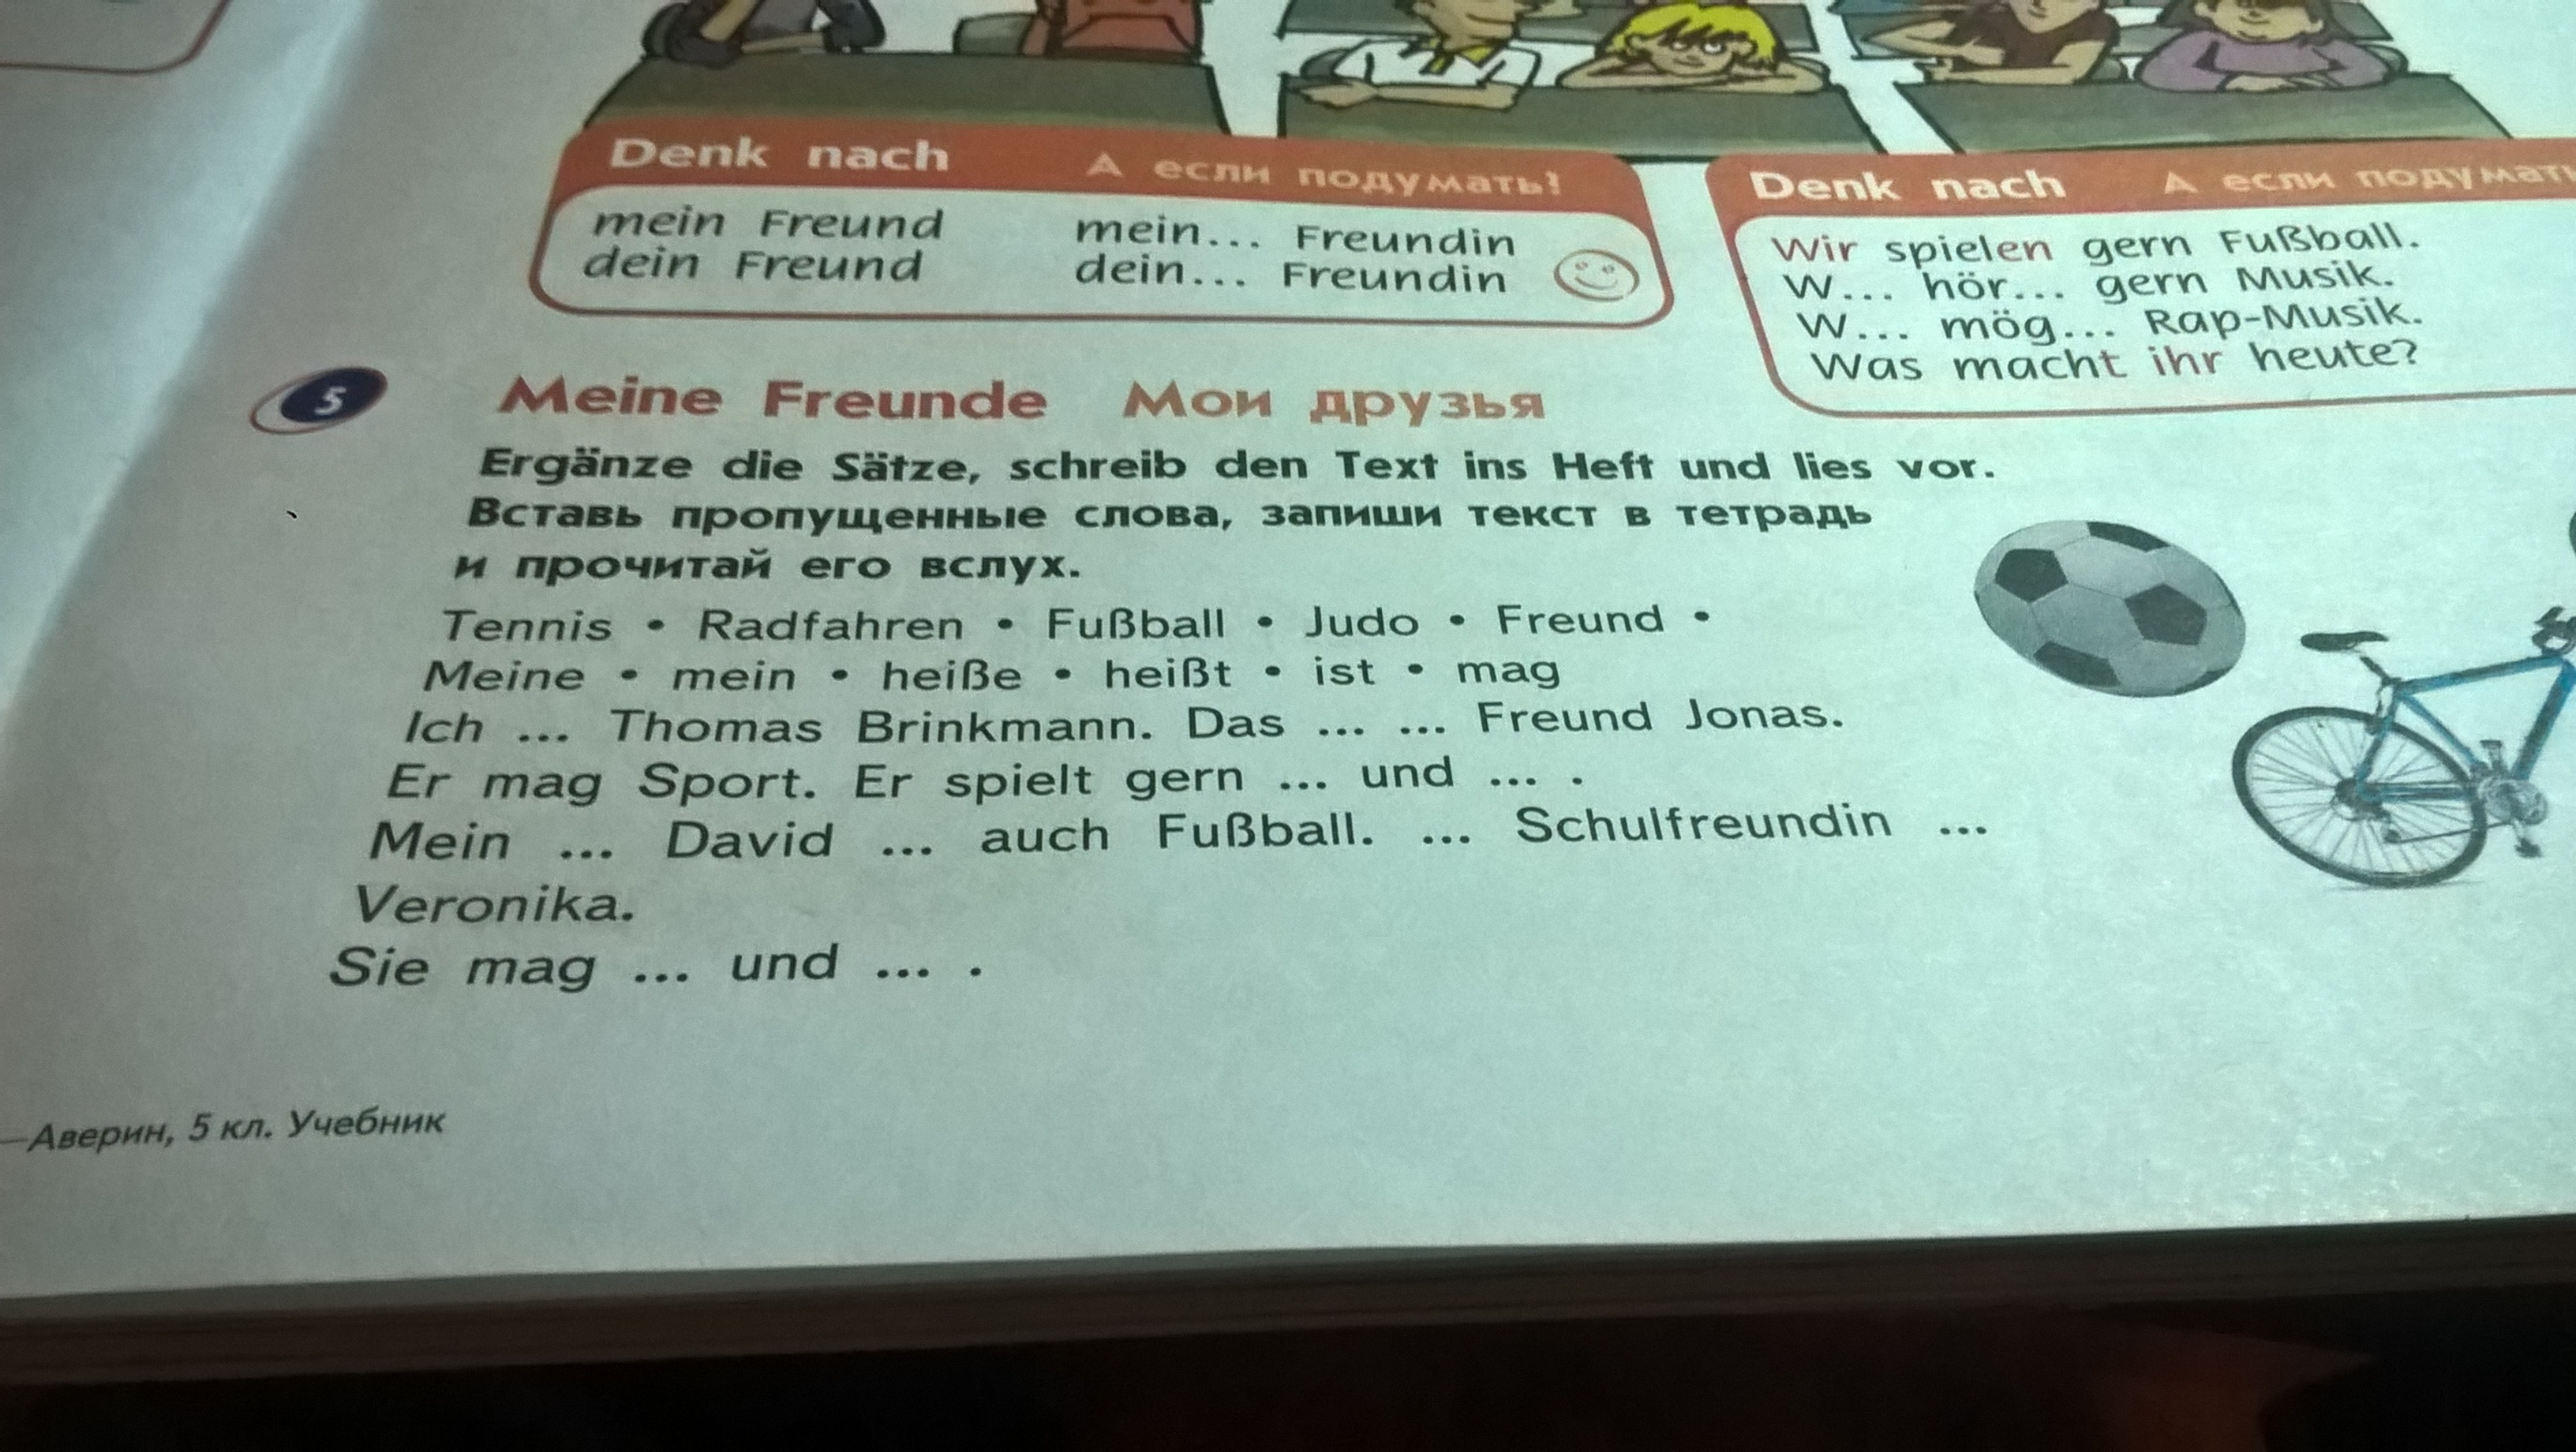 Denk nach А если подумать!
mein Freund mein... Freundin
dein Freund dein... Freundin
Denk nach А если подумать
Wir spielen gern Fußball.
W... hör... gern Musik.
W... mög... Rap-Musik.
Was macht ihr heute?
5 Meine Freunde Мои друзья
Ergänze die Sätze, schreib den Text ins Heft und lies vor.
Вставь пропущенные слова, запиши текст в тетрадь
и прочитай его вслух.
Tennis • Radfahren • Fußball • Judo • Freund •
Meine • mein • heiße • heißt • ist • mag
Ich ... Thomas Brinkmann. Das ... ... Freund Jonas.
Er mag Sport. Er spielt gern ... und ... .
Mein ... David ... auch Fußball. ... Schulfreundin ...
Veronika.
Sie mag ... und ... .
—Аверин, 5 кл. Учебник